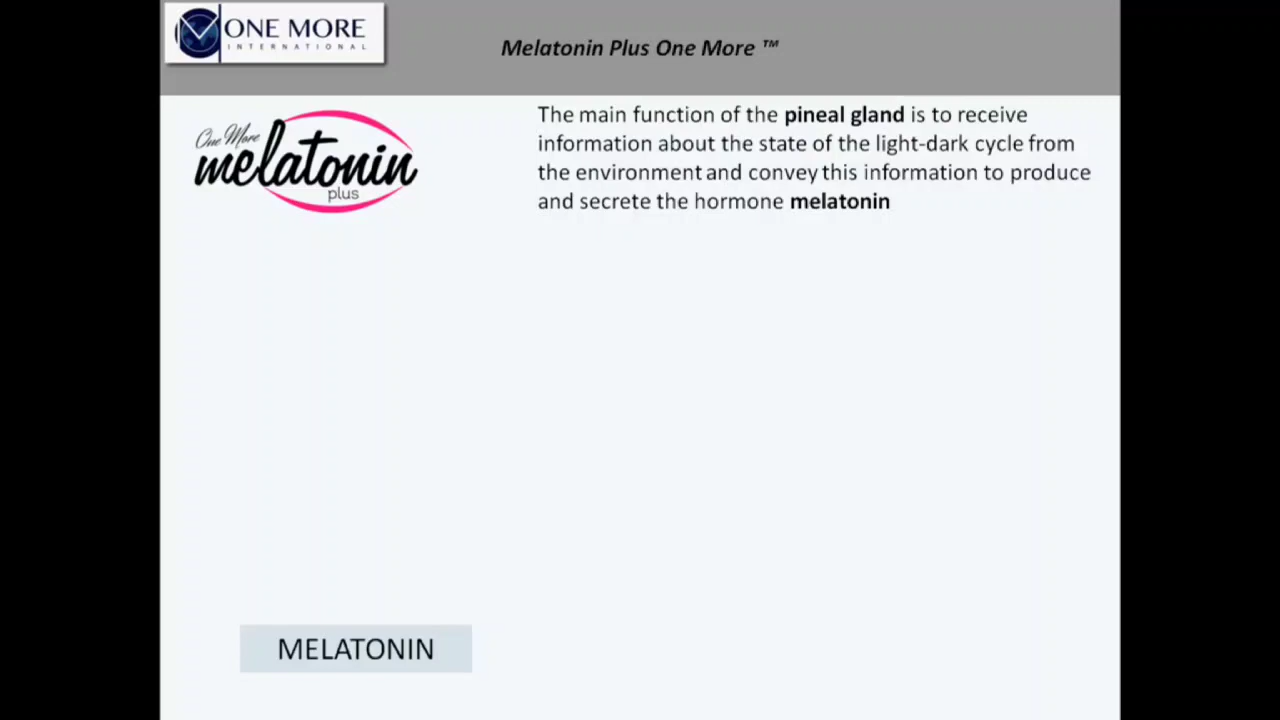 ONE MORE
INTERNATIONAL
Melatonin Plus One More ™
One More
melatonin
plus
The main function of the pineal gland is to receive
information about the state of the light-dark cycle from
the environment and convey this information to produce
and secrete the hormone melatonin
MELATONIN